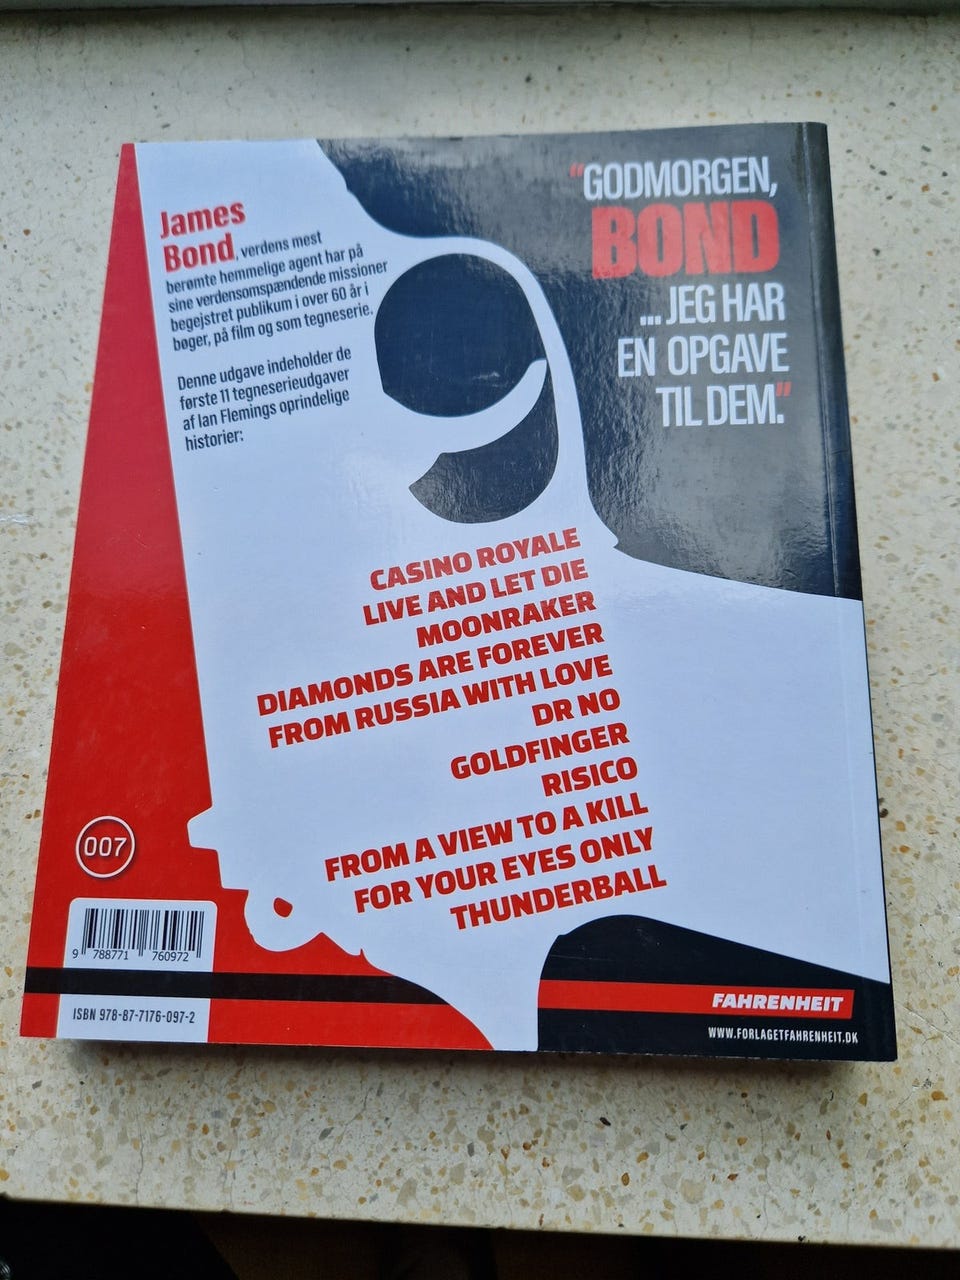 James
Bond, verdens mest
berømte hemmelige agent har på
sine verdensomspændende missioner
begejstret publikum i over 60 år i
bøger, på film og som tegneserie.
Denne udgave indeholder de
første 11 tegneserieudgaver
af Ian Flemings oprindelige
historier:
"GODMORGEN,
BOND
... JEG HAR
EN OPGAVE
TIL DEM."
CASINO ROYALE
LIVE AND LET DIE
MOONRAKER
DIAMONDS ARE FOREVER
FROM RUSSIA WITH LOVE
DR NO
GOLDFINGER
RISICO
FROM A VIEW TO A KILL
FOR YOUR EYES ONLY
THUNDERBALL
007
9 788771 760972
ISBN 978-87-7176-097-2
FAHRENHEIT
WWW.FORLAGETFAHRENHEIT.DK